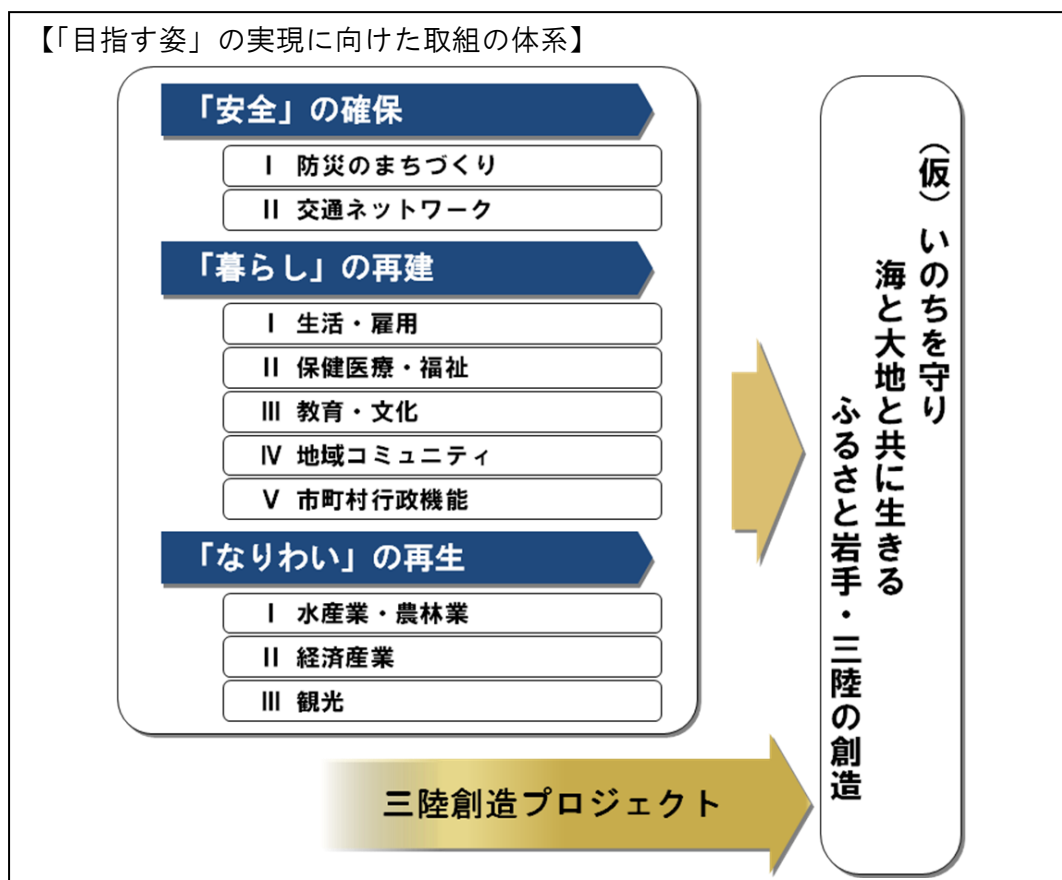 【「目指す姿」の実現に向けた取組の体系】
「安全」の確保
Ⅰ 防災のまちづくり
Ⅱ 交通ネットワーク
「暮らし」の再建
Ⅰ 生活・雇用
Ⅱ 保健医療・福祉
Ⅲ 教育・文化
Ⅳ 地域コミュニティ
Ⅴ 市町村行政機能
「なりわい」の再生
Ⅰ 水産業・農林業
Ⅱ 経済産業
Ⅲ 観光
三陸創造プロジェクト
（仮）いのちを守り
海と大地と共に生きる
ふるさと岩手・三陸の創造